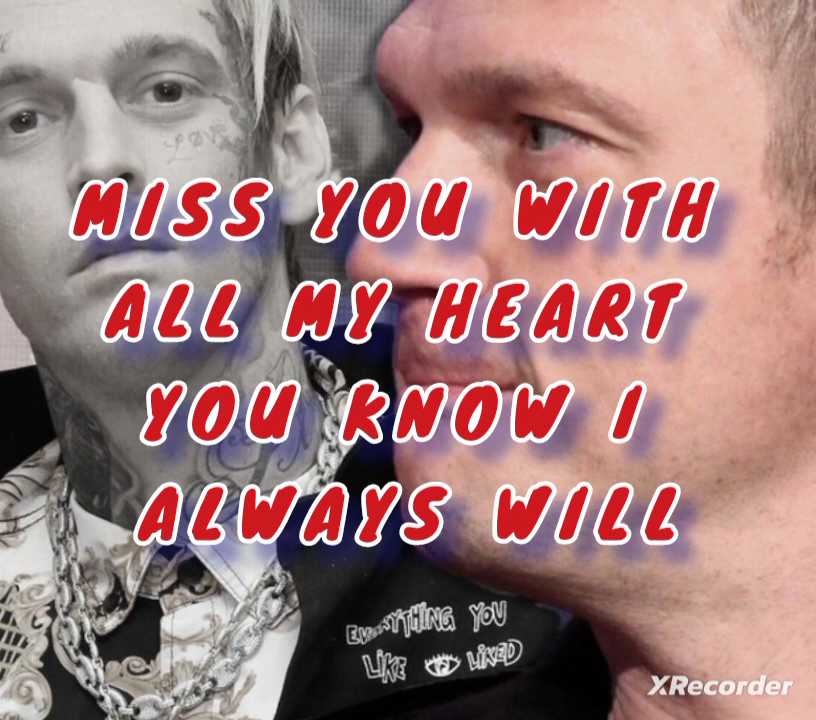 MISS YOU WITH
ALL MY HEART
YOU KNOW I
ALWAYS WILL
EVERYTHING YOU
LIKE LIKED
XRecorder